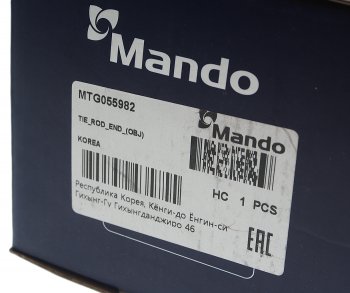 Mando
MTG055982
TIE_ROD_END_(OBJ)
Mando
KOREA
HC 1 PCS
Республика Корея, Кёнги-до Ёнгин-си
Гихынг-Гу Гихынгданджиро 46
EAC